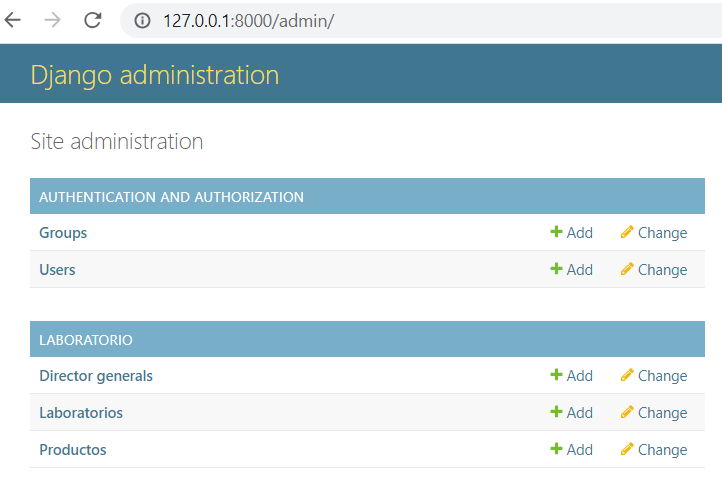 127.0.0.1:8000/admin/
Django administration
Site administration
AUTHENTICATION AND AUTHORIZATION
Groups Add Change
Users Add Change
LABORATORIO
Director generals Add Change
Laboratorios Add Change
Productos Add Change